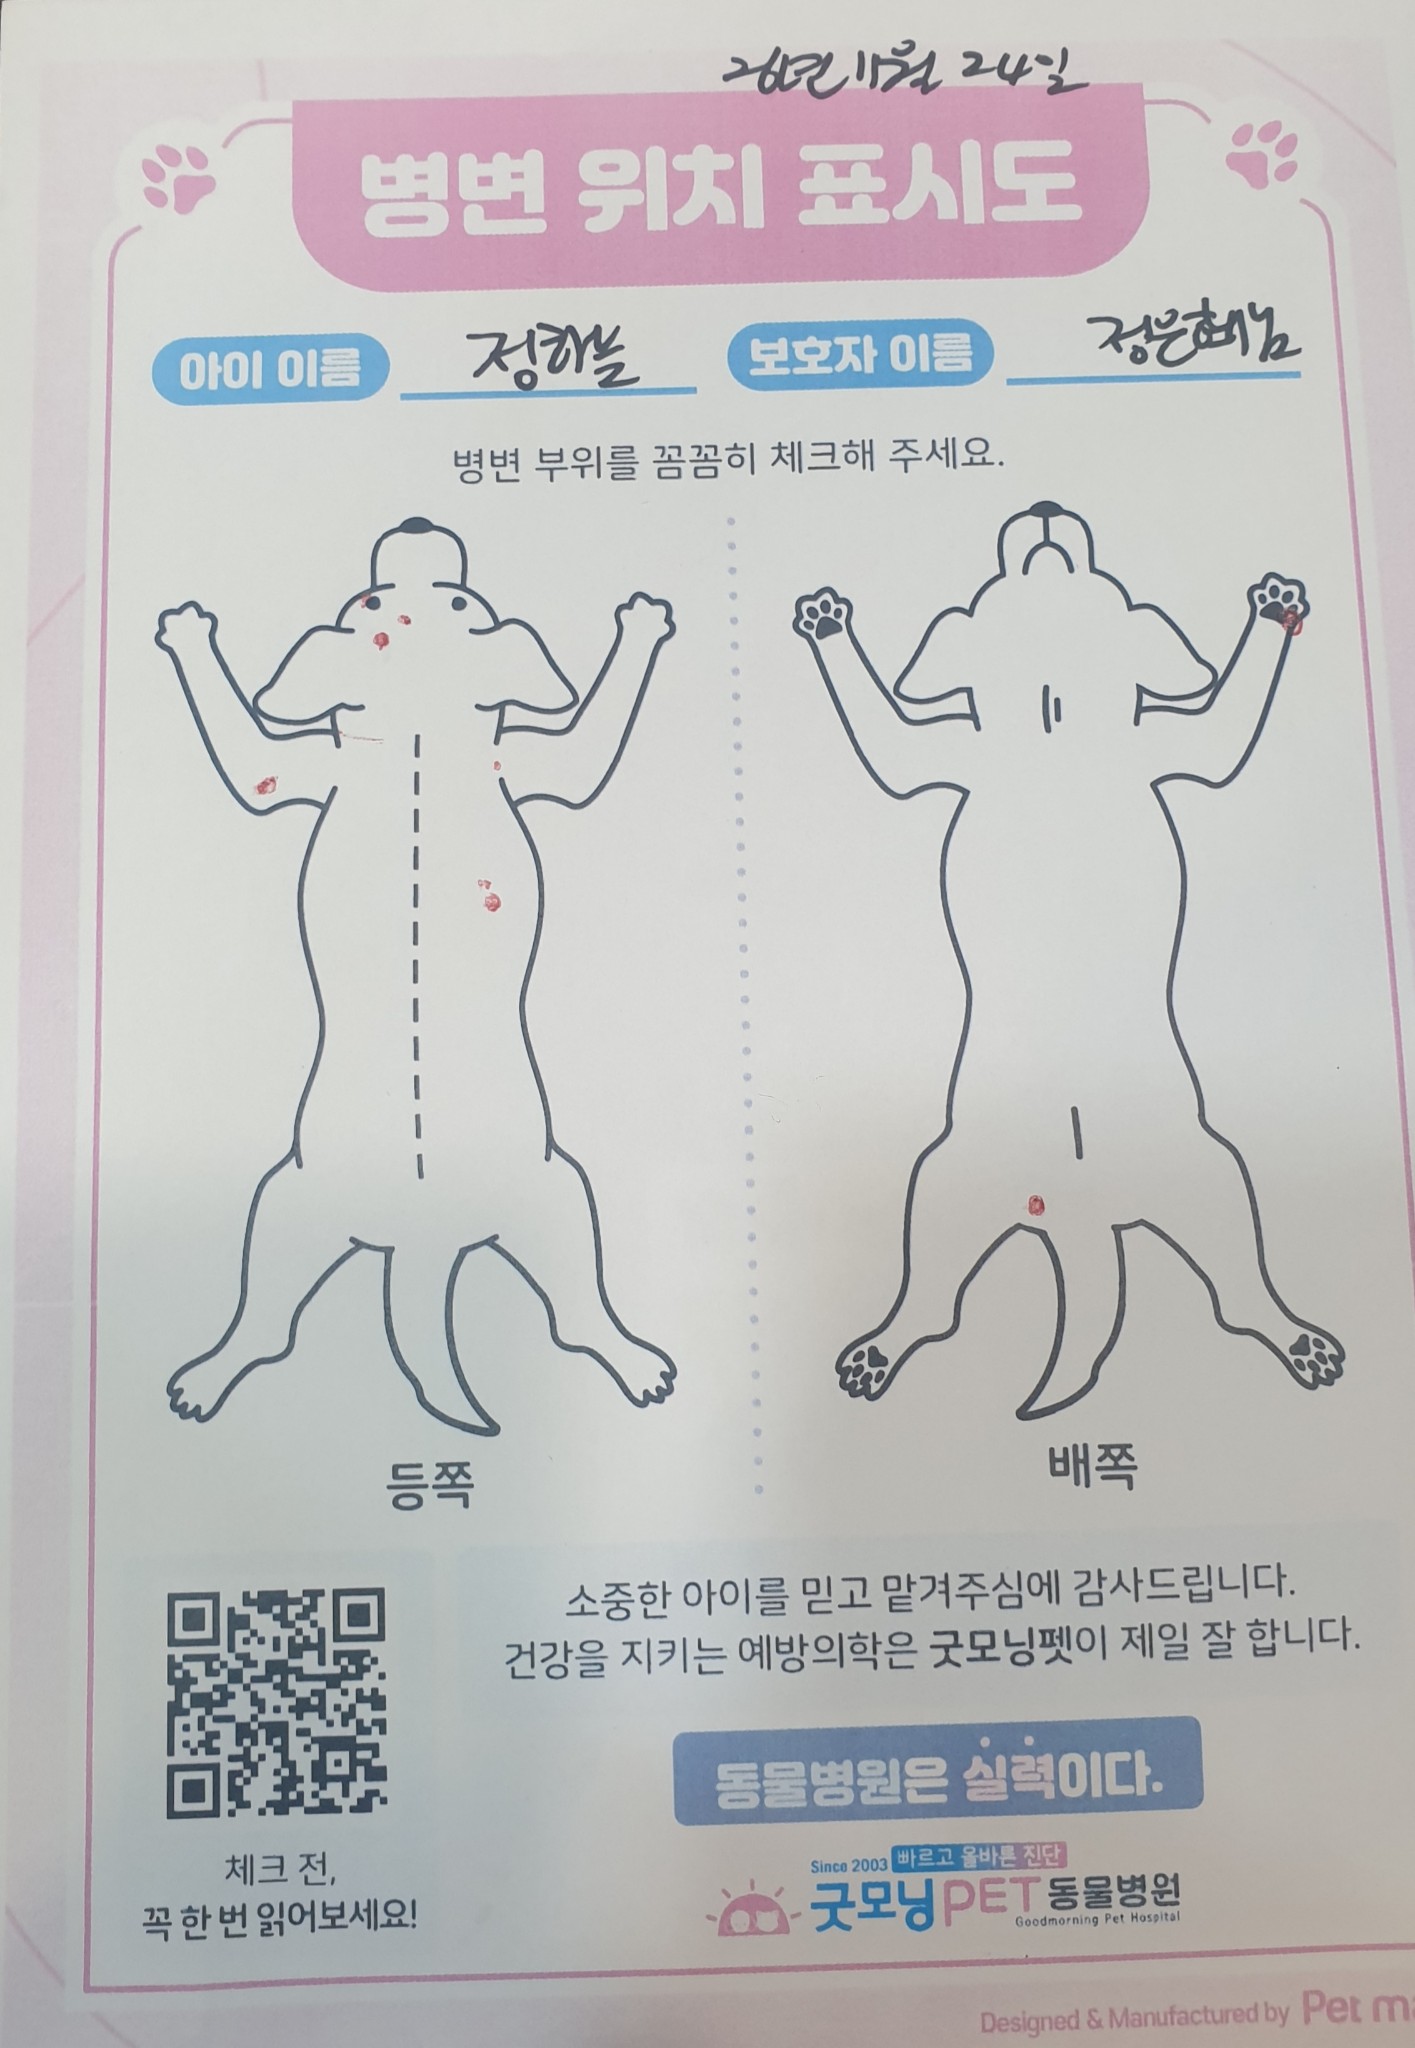 26년 11월 24일
병변 위치 표시도
아이 이름 정하늘 보호자 이름 정은혜님
병변 부위를 꼼꼼히 체크해 주세요.
등쪽 배쪽
소중한 아이를 믿고 맡겨주심에 감사드립니다.
건강을 지키는 예방의학은 굿모닝펫이 제일 잘 합니다.
동물병원은 실력이다.
체크 전,
꼭 한 번 읽어보세요!
Since 2003 빠르고 올바른 진단
굿모닝PET동물병원
Goodmorning Pet Hospital
Designed & Manufactured by Pet